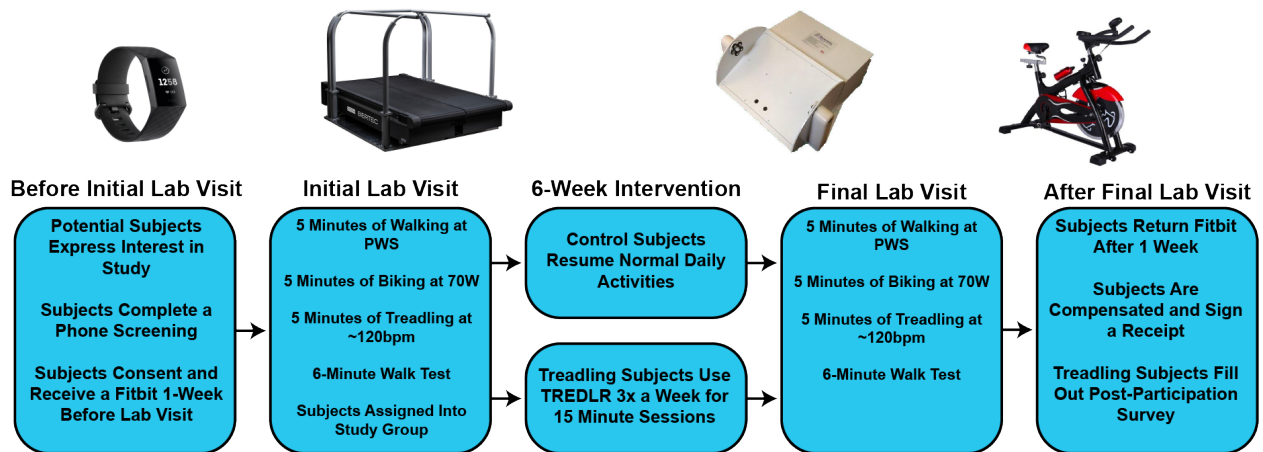 1258
BERTEC
Before Initial Lab Visit
Potential Subjects
Express Interest in
Study
Subjects Complete a
Phone Screening
Subjects Consent and
Receive a Fitbit 1-Week
Before Lab Visit
Initial Lab Visit
5 Minutes of Walking at
PWS
5 Minutes of Biking at 70W
5 Minutes of Treadling at
~120bpm
6-Minute Walk Test
Subjects Assigned Into
Study Group
6-Week Intervention
Control Subjects
Resume Normal Daily
Activities
Treadling Subjects Use
TREDLR 3x a Week for
15 Minute Sessions
Final Lab Visit
5 Minutes of Walking at
PWS
5 Minutes of Biking at 70W
5 Minutes of Treadling at
~120bpm
6-Minute Walk Test
After Final Lab Visit
Subjects Return Fitbit
After 1 Week
Subjects Are
Compensated and Sign
a Receipt
Treadling Subjects Fill
Out Post-Participation
Survey